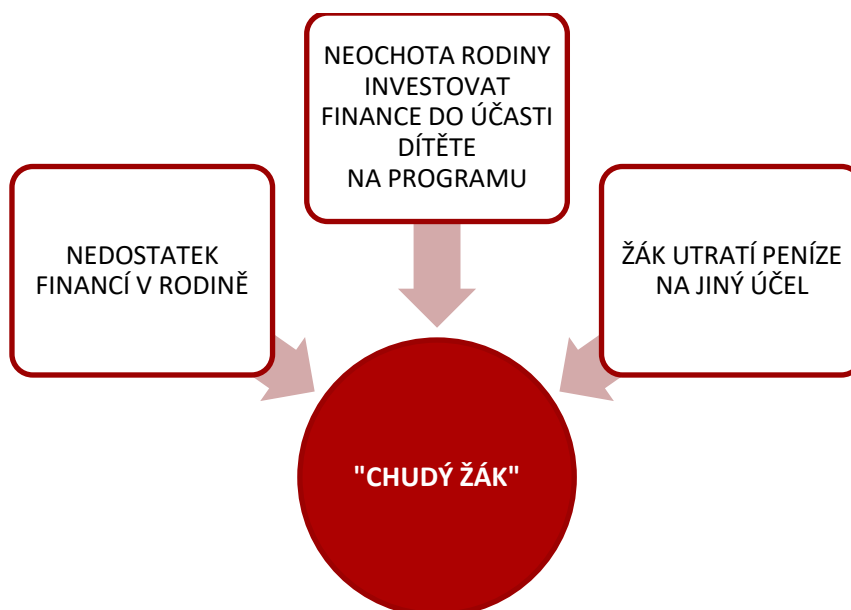 NEOCHOTA RODINY
INVESTOVAT
FINANCE DO ÚČASTI
DÍTĚTE
NA PROGRAMU
NEDOSTATEK
FINANCÍ V RODINĚ
ŽÁK UTRATÍ PENÍZE
NA JINÝ ÚČEL
"CHUDÝ ŽÁK"